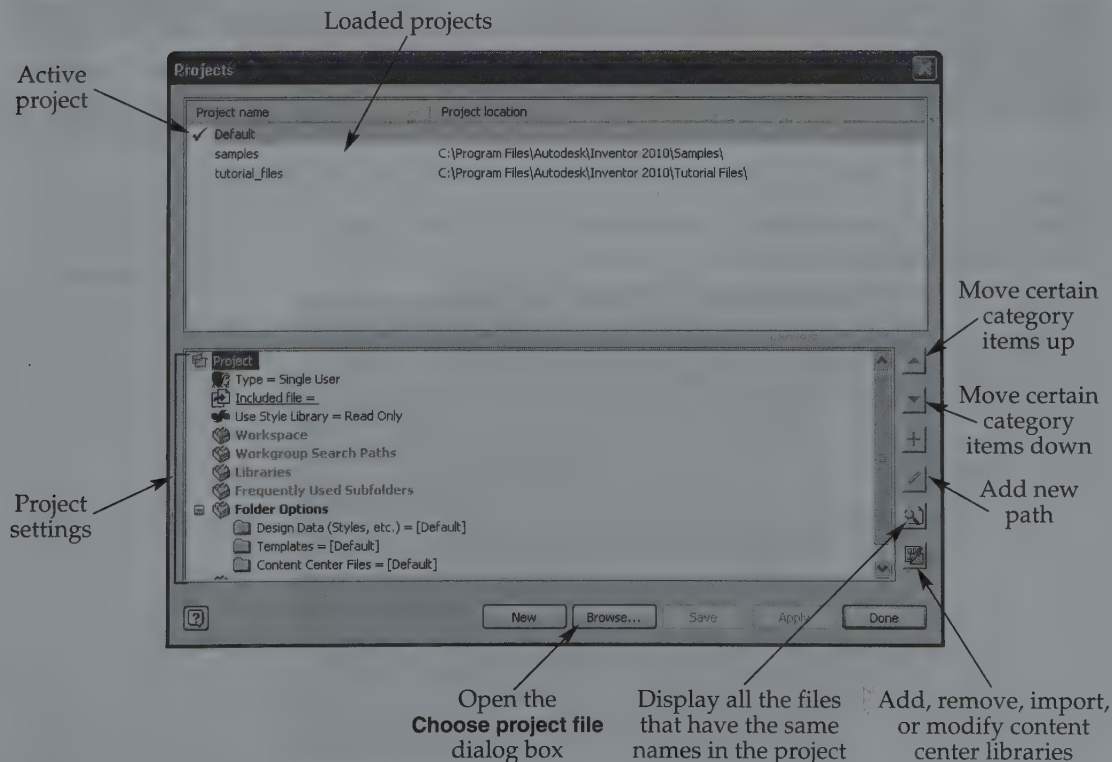 Loaded projects
Active
project
Projects
Project name Project location
Default
samples C:\Program Files\Autodesk\Inventor 2010\Samples\
tutorial_files C:\Program Files\Autodesk\Inventor 2010\Tutorial Files\
Move certain
category
items up
Project
Type = Single User
Included file =
Use Style Library = Read Only
Workspace
Workgroup Search Paths
Libraries
Frequently Used Subfolders
Folder Options
Design Data (Styles, etc.) = [Default]
Templates = [Default]
Content Center Files = [Default]
Project
settings
Move certain
category
items down
Add new
path
New Browse... Save Apply Done
Open the
Choose project file
dialog box
Display all the files
that have the same
names in the project
Add, remove, import,
or modify content
center libraries